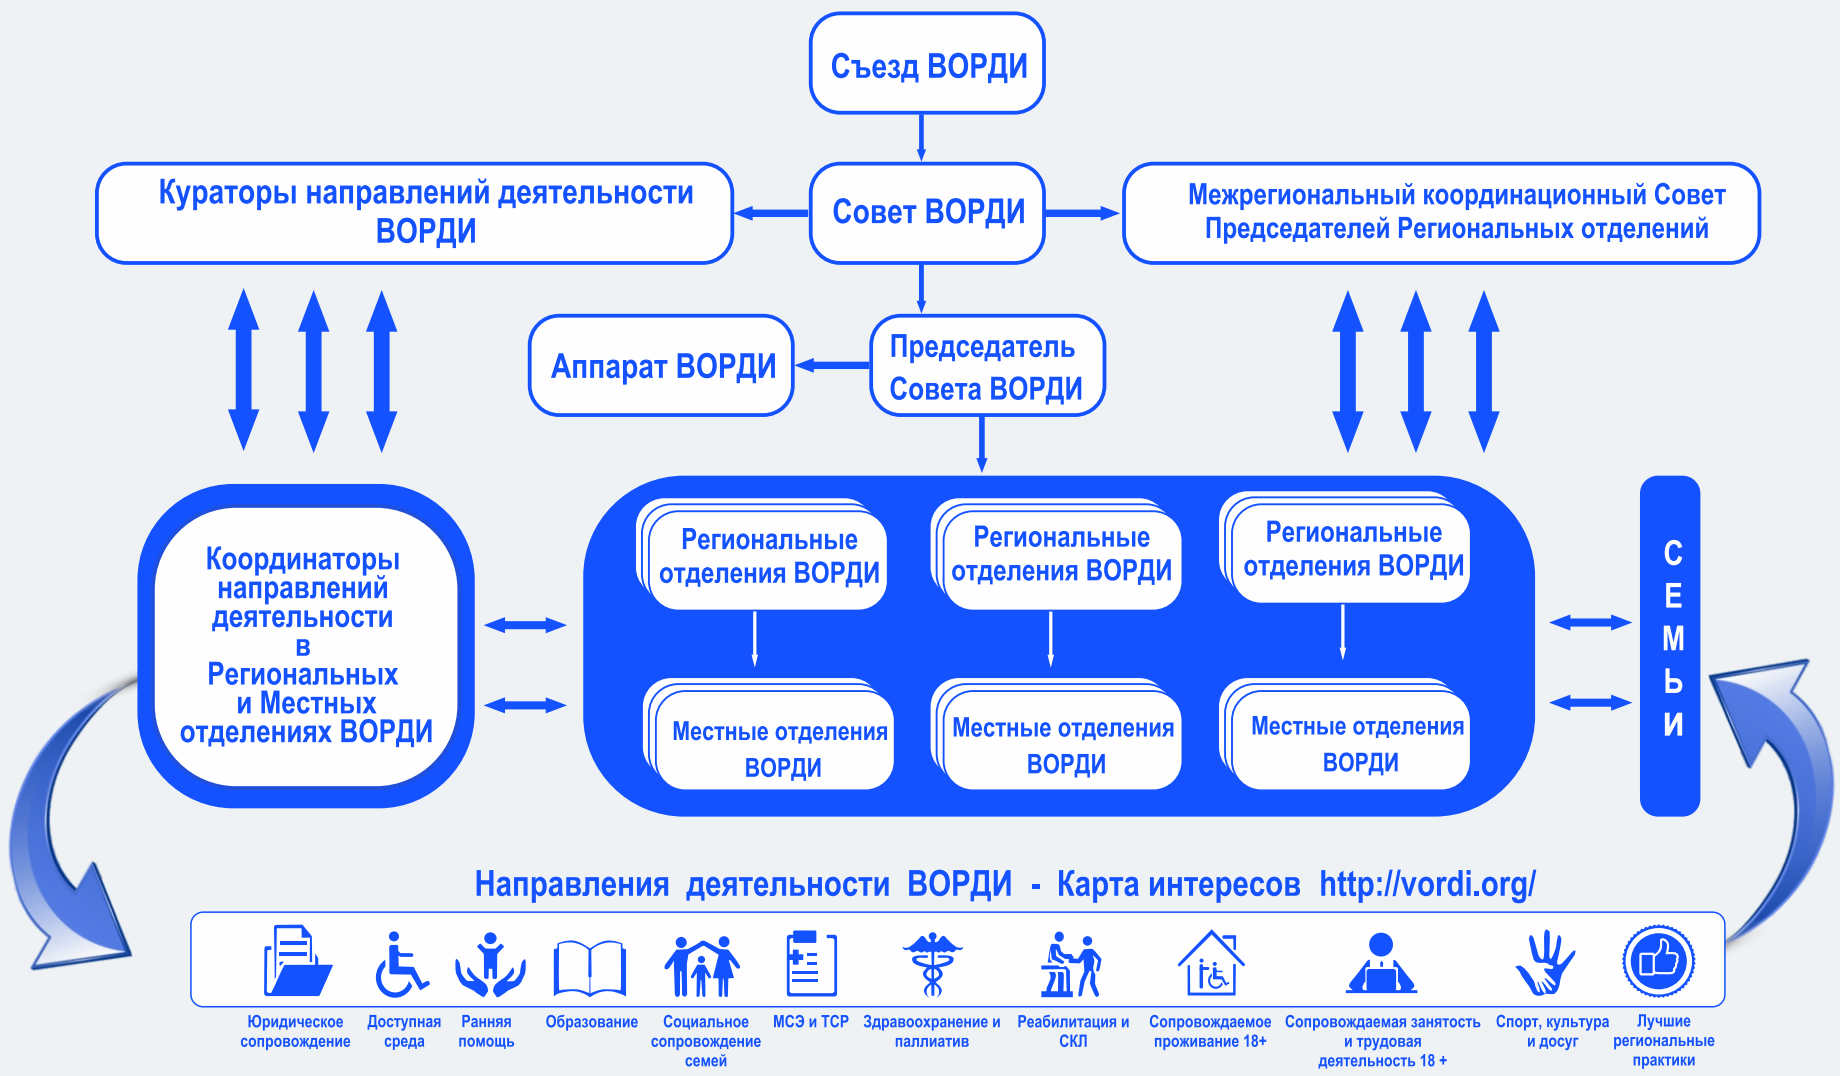 Съезд ВОРДИ
Кураторы направлений деятельности
ВОРДИ
Совет ВОРДИ
Межрегиональный координационный Совет
Председателей Региональных отделений
Аппарат ВОРДИ
Председатель
Совета ВОРДИ
Координаторы
направлений
деятельности
в
Региональных
и Местных
отделениях ВОРДИ
Региональные
отделения ВОРДИ
Региональные
отделения ВОРДИ
Региональные
отделения ВОРДИ
Местные отделения
ВОРДИ
Местные отделения
ВОРДИ
Местные отделения
ВОРДИ
С
Е
М
Ь
И
Направления деятельности ВОРДИ - Карта интересов http://vordi.org/
Юридическое
сопровождение
Доступная
среда
Ранняя
помощь
Образование
Социальное
сопровождение
семей
МСЭ и ТСР
Здравоохранение и
паллиатив
Реабилитация и
СКЛ
Сопровождаемое
проживание 18+
Сопровождаемая занятость
и трудовая
деятельность 18 +
Спорт, культура
и досуг
Лучшие
региональные
практики